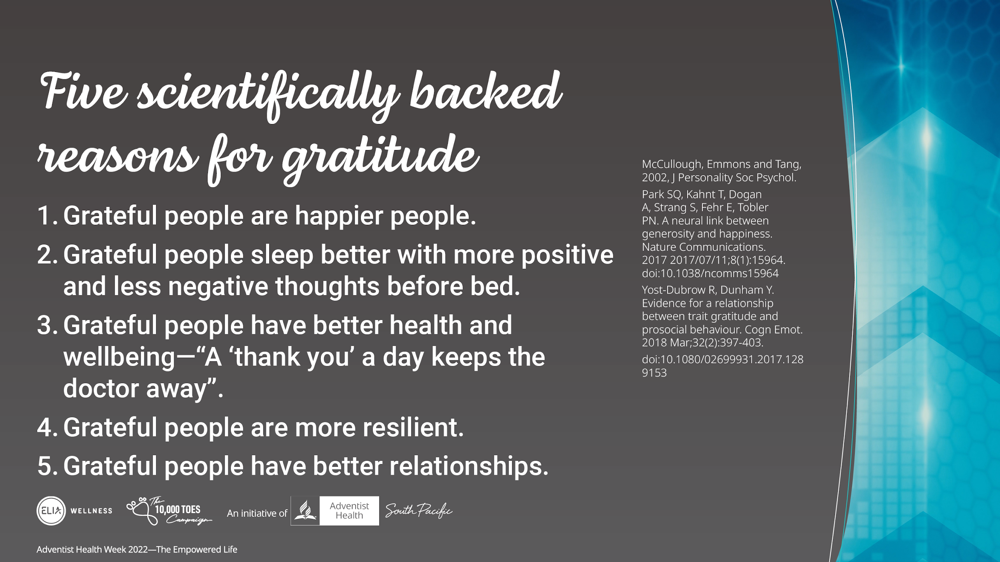 Five scientifically backed
reasons for gratitude
1. Grateful people are happier people.
2. Grateful people sleep better with more positive
and less negative thoughts before bed.
3. Grateful people have better health and
wellbeing—“A ‘thank you’ a day keeps the
doctor away”.
4. Grateful people are more resilient.
5. Grateful people have better relationships.
McCullough, Emmons and Tang,
2002, J Personality Soc Psychol.
Park SQ, Kahnt T, Dogan
A, Strang S, Fehr E, Tobler
PN. A neural link between
generosity and happiness.
Nature Communications.
2017 2017/07/11;8(1):15964.
doi:10.1038/ncomms15964
Yost-Dubrow R, Dunham Y.
Evidence for a relationship
between trait gratitude and
prosocial behaviour. Cogn Emot.
2018 Mar;32(2):397-403.
doi:10.1080/02699931.2017.128
9153
ELIA WELLNESS
The
10,000 TOES
Campaign
An initiative of
Adventist
Health
South Pacific
Adventist Health Week 2022—The Empowered Life